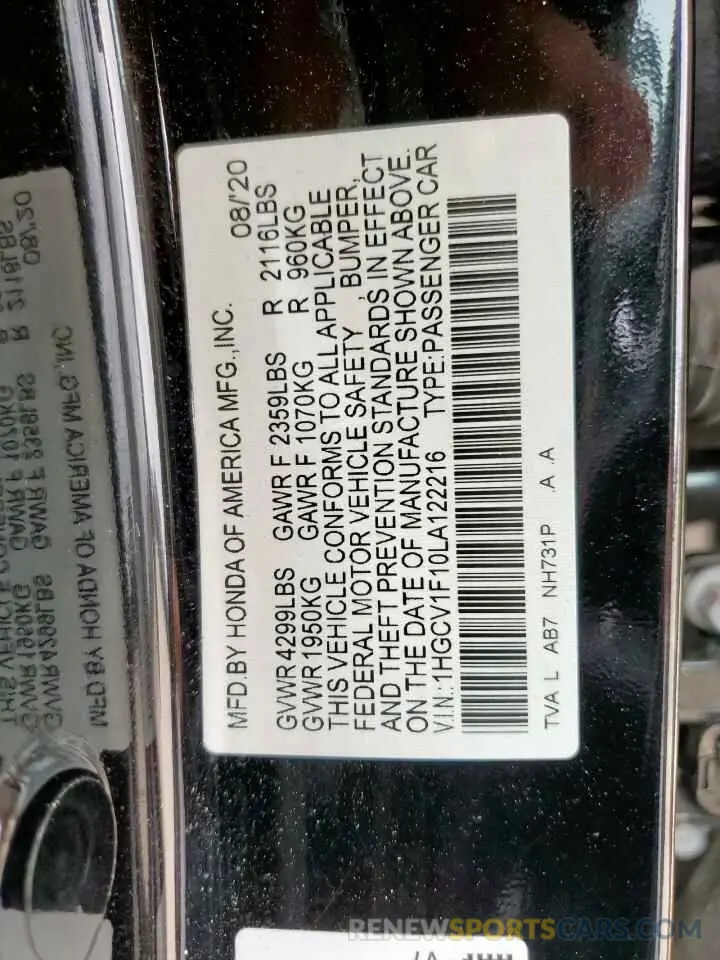 MFD.BY HONDA OF AMERICA MFG.,INC. 08/'20
GVWR 4299LBS GAWR F 2359LBS R 2116LBS
GVWR 1950KG GAWR F 1070KG R 960KG
THIS VEHICLE CONFORMS TO ALL APPLICABLE
FEDERAL MOTOR VEHICLE SAFETY , BUMPER,
AND THEFT PREVENTION STANDARDS IN EFFECT
ON THE DATE OF MANUFACTURE SHOWN ABOVE.
V.I.N.:1HGCV1F10LA122216 TYPE:PASSENGER CAR
TVA L AB7 NH731P .A .A
RENEWSPORTSCARS.COM